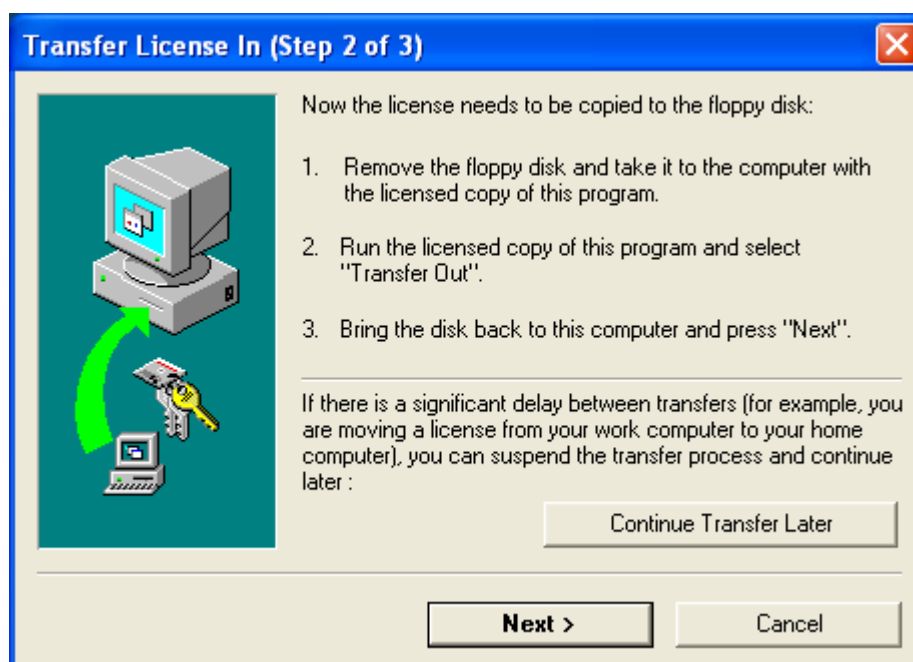 Transfer License In (Step 2 of 3)
Now the license needs to be copied to the floppy disk:
1. Remove the floppy disk and take it to the computer with
the licensed copy of this program.
2. Run the licensed copy of this program and select
"Transfer Out".
3. Bring the disk back to this computer and press "Next".
If there is a significant delay between transfers (for example, you
are moving a license from your work computer to your home
computer), you can suspend the transfer process and continue
later :
Continue Transfer Later
Next >
Cancel